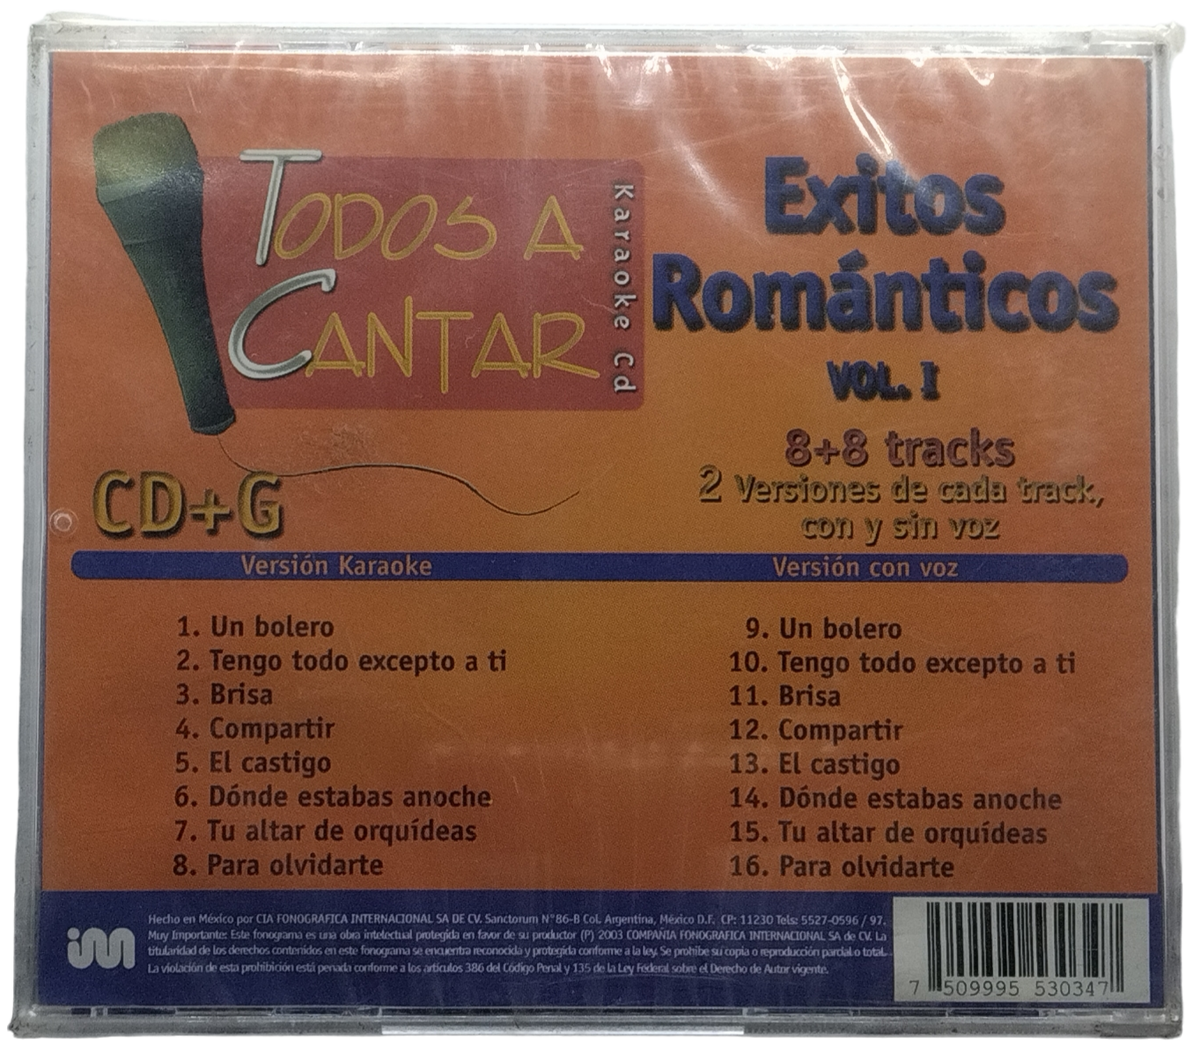 TODOS A
CANTAR
Karaoke Cd
Exitos
Románticos
VOL. I
8+8 tracks
2 Versiones de cada track,
con y sin voz
CD+G
Versión Karaoke
Versión con voz
1. Un bolero
2. Tengo todo excepto a ti
3. Brisa
4. Compartir
5. El castigo
6. Dónde estabas anoche
7. Tu altar de orquídeas
8. Para olvidarte
9. Un bolero
10. Tengo todo excepto a ti
11. Brisa
12. Compartir
13. El castigo
14. Dónde estabas anoche
15. Tu altar de orquídeas
16. Para olvidarte
im
Hecho en México por CIA FONOGRAFICA INTERNACIONAL SA DE CV. Sanctorum N°86-B Col. Argentina, México D.F. CP: 11230 Tels: 5527-0596 / 97.
Muy Importante: Este fonograma es una obra intelectual protegida en favor de su productor (P) 2003 COMPAÑIA FONOGRAFICA INTERNACIONAL SA de CV. La
titularidad de los derechos contenidos en este fonograma se encuentra reconocida y protegida conforme a la ley. Se prohibe su copia o reproducción parcial o total.
La violación de esta prohibición está penada conforme a los artículos 386 del Código Penal y 135 de la Ley Federal sobre el Derecho de Autor vigente.
7 509995 530347